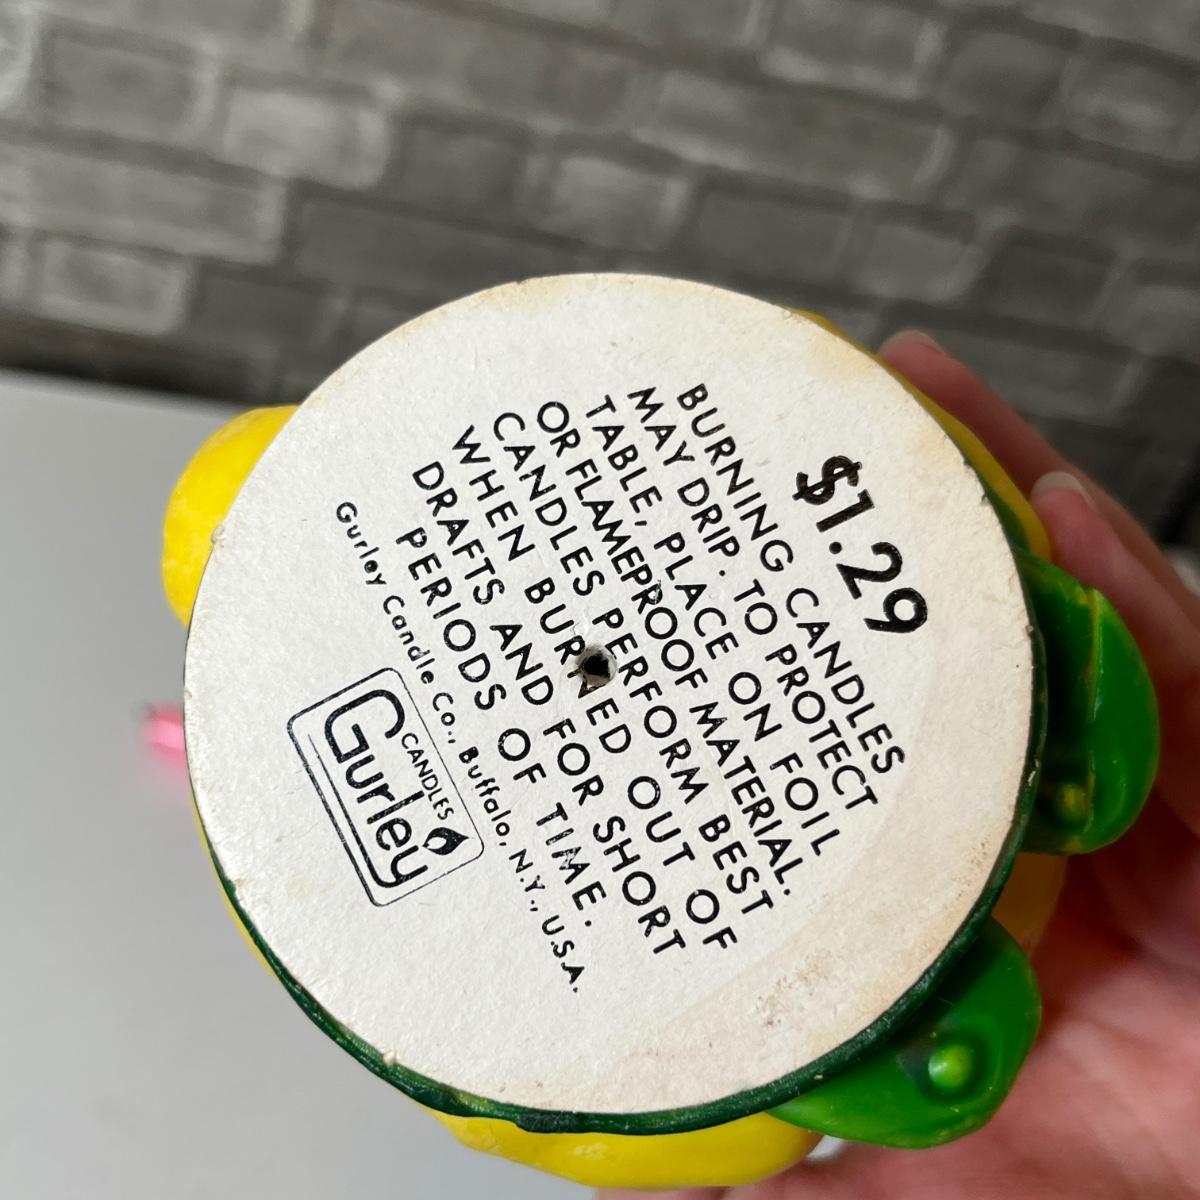 $1.29
BURNING CANDLES
MAY DRIP. TO PROTECT
TABLE, PLACE ON FOIL
OR FLAMEPROOF MATERIAL.
CANDLES PERFORM BEST
WHEN BURNED OUT OF
DRAFTS AND FOR SHORT
PERIODS OF TIME.
Gurley Candle Co., Buffalo, N.Y., U.S.A.
CANDLES
Gurley